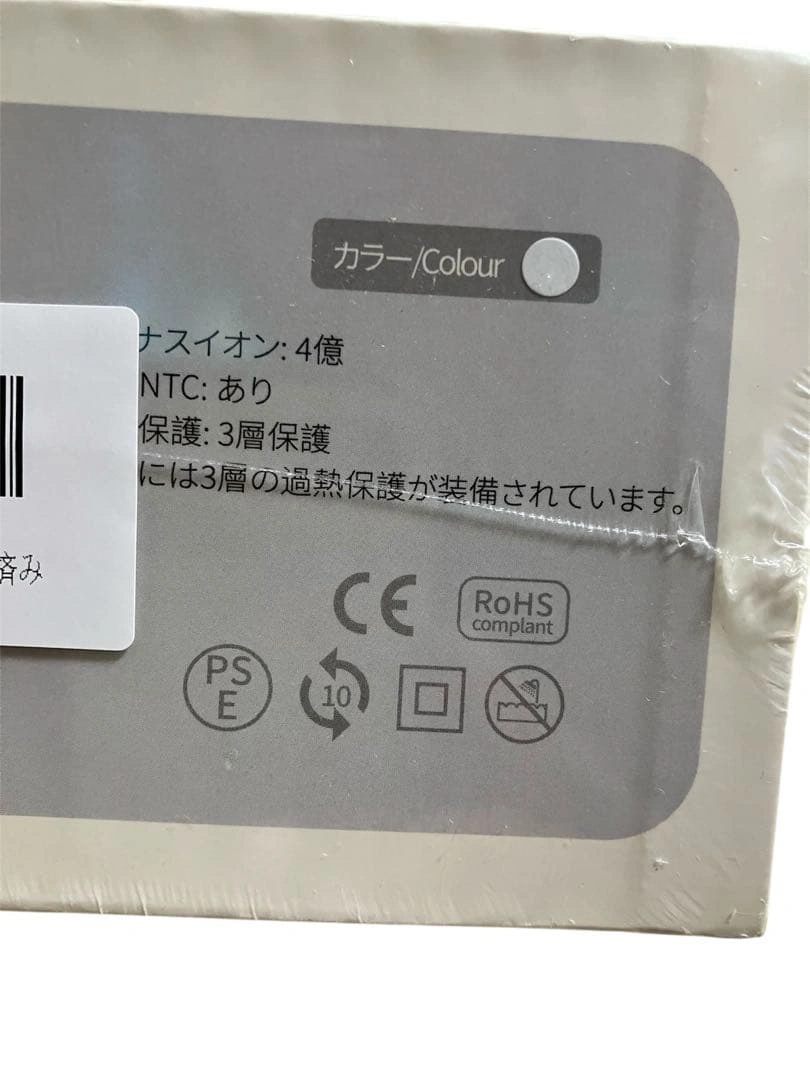 カラー/Colour
ナスイオン: 4億
NTC: あり
保護: 3層保護
には3層の過熱保護が装備されています。
済み
CE
RoHS
complant
PS
E
10